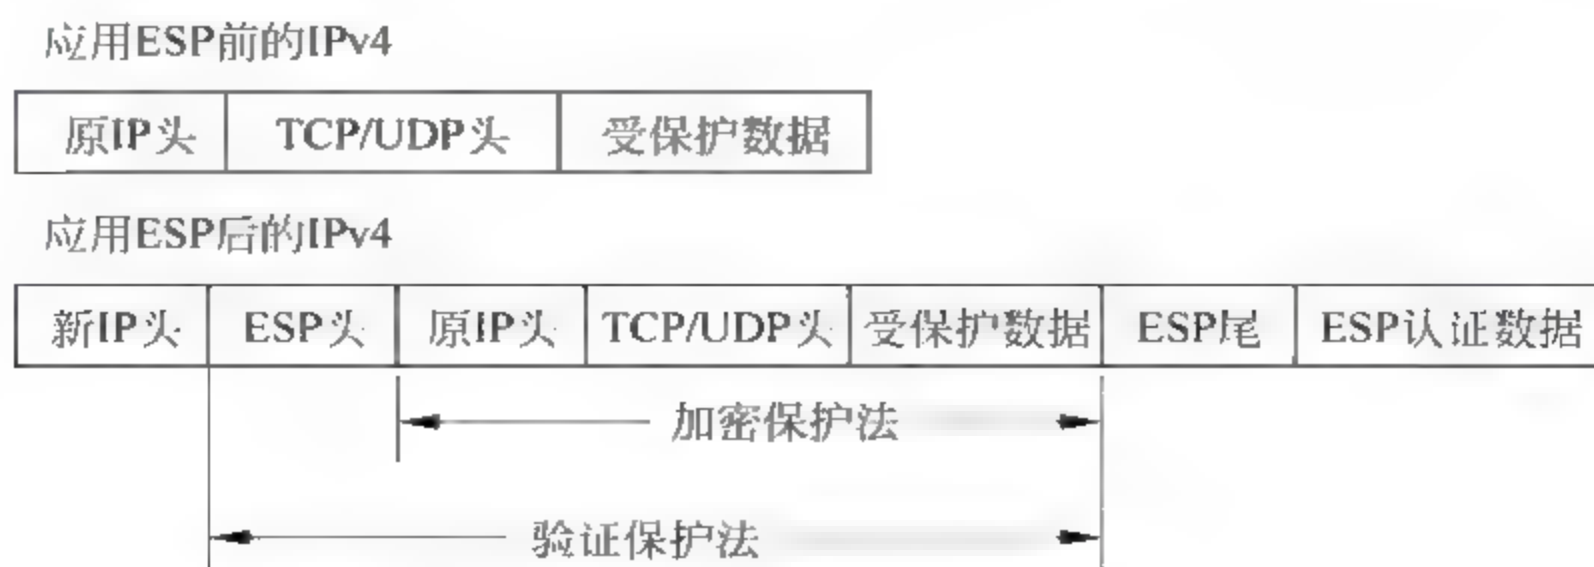 应用ESP前的IPv4
原IP头 TCP/UDP头 受保护数据
应用ESP后的IPv4
新IP头 ESP头 原IP头 TCP/UDP头 受保护数据 ESP尾 ESP认证数据
加密保护法
验证保护法